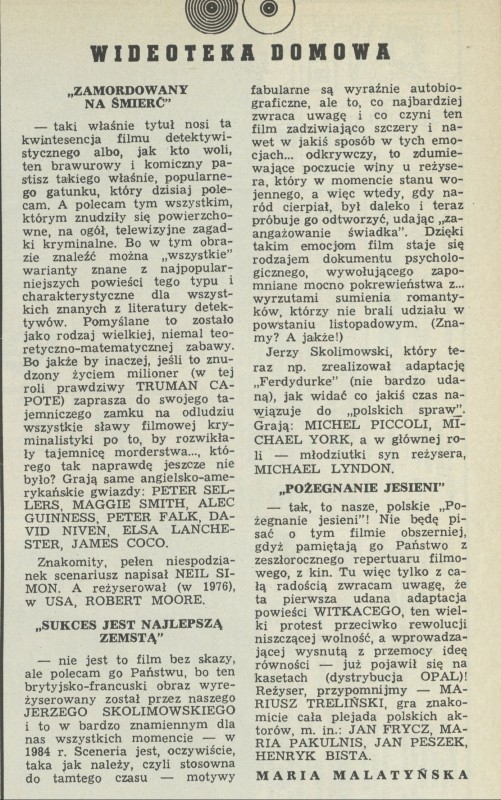 WIDEOTEKA DOMOWA
„ZAMORDOWANY
NA ŚMIERĆ”
— taki właśnie tytuł nosi ta
kwintesencja filmu detektywi-
stycznego albo, jak kto woli,
ten brawurowy i komiczny pa-
stisz takiego właśnie, popularne-
go gatunku, który dzisiaj pole-
cam. A polecam tym wszystkim,
którym znudziły się powierzcho-
wne, na ogół, telewizyjne zagad-
ki kryminalne. Bo w tym obra-
zie znaleźć można „wszystkie”
warianty znane z najpopular-
niejszych powieści tego typu i
charakterystyczne dla wszyst-
kich znanych z literatury detek-
tywów. Pomyślane to zostało
jako rodzaj wielkiej, niemal teo-
retyczno-matematycznej zabawy.
Bo jakże by inaczej, jeśli to znu-
dzony życiem milioner (w tej
roli prawdziwy TRUMAN CA-
POTE) zaprasza do swojego ta-
jemniczego zamku na odludziu
wszystkie sławy filmowej kry-
minalistyki po to, by rozwikła-
ły tajemnicę morderstwa..., któ-
rego tak naprawdę jeszcze nie
było? Grają same angielsko-ame-
rykańskie gwiazdy: PETER SEL-
LERS, MAGGIE SMITH, ALEC
GUINNESS, PETER FALK, DA-
VID NIVEN, ELSA LANCHE-
STER, JAMES COCO.
Znakomity, pełen niespodzia-
nek scenariusz napisał NEIL SI-
MON. A reżyserował (w 1976),
w USA, ROBERT MOORE.
„SUKCES JEST NAJLEPSZĄ
ZEMSTĄ”
— nie jest to film bez skazy,
ale polecam go Państwu, bo ten
brytyjsko-francuski obraz wyre-
żyserowany został przez naszego
JERZEGO SKOLIMOWSKIEGO
i to w bardzo znamiennym dla
nas wszystkich momencie — w
1984 r. Sceneria jest, oczywiście,
taka jak należy, czyli stosowna
do tamtego czasu — motywy
fabularne są wyraźnie autobio-
graficzne, ale to, co najbardziej
zwraca uwagę i co czyni ten
film zadziwiająco szczery i na-
wet w jakiś sposób w tych emo-
cjach... odkrywczy, to zdumie-
wające poczucie winy u reżyse-
ra, który w momencie stanu wo-
jennego, a więc wtedy, gdy na-
ród cierpiał, był daleko i teraz
próbuje go odtworzyć, udając „za-
angażowanie świadka”. Dzięki
takim emocjom film staje się
rodzajem dokumentu psycholo-
gicznego, wywołującego zapo-
mniane mocno pokrewieństwa z...
wyrzutami sumienia romanty-
ków, którzy nie brali udziału w
powstaniu listopadowym. (Zna-
my? A jakże!)
Jerzy Skolimowski, który te-
raz np. zrealizował adaptację
„Ferdydurke” (nie bardzo uda-
ną), jak widać co jakiś czas na-
wiązuje do „polskich spraw”.
Grają: MICHEL PICCOLI, MI-
CHAEL YORK, a w głównej ro-
li — młodziutki syn reżysera,
MICHAEL LYNDON.
„POŻEGNANIE JESIENI”
— tak, to nasze, polskie „Po-
żegnanie jesieni”! Nie będę pi-
sać o tym filmie obszerniej,
gdyż pamiętają go Państwo z
zeszłorocznego repertuaru filmo-
wego, z kin. Tu więc tylko z ca-
łą radością zwracam uwagę, że
ta pierwsza udana adaptacja
powieści WITKACEGO, ten wiel-
ki protest przeciwko rewolucji
niszczącej wolność, a wprowadza-
jącej wysnutą z przemocy ideę
równości — już pojawił się na
kasetach (dystrybucja OPAL)!
Reżyser, przypomnijmy — MA-
RIUSZ TRELIŃSKI, gra znako-
micie cała plejada polskich ak-
torów, m. in.: JAN FRYCZ, MA-
RIA PAKULNIS, JAN PESZEK,
HENRYK BISTA.
MARIA MALATYŃSKA